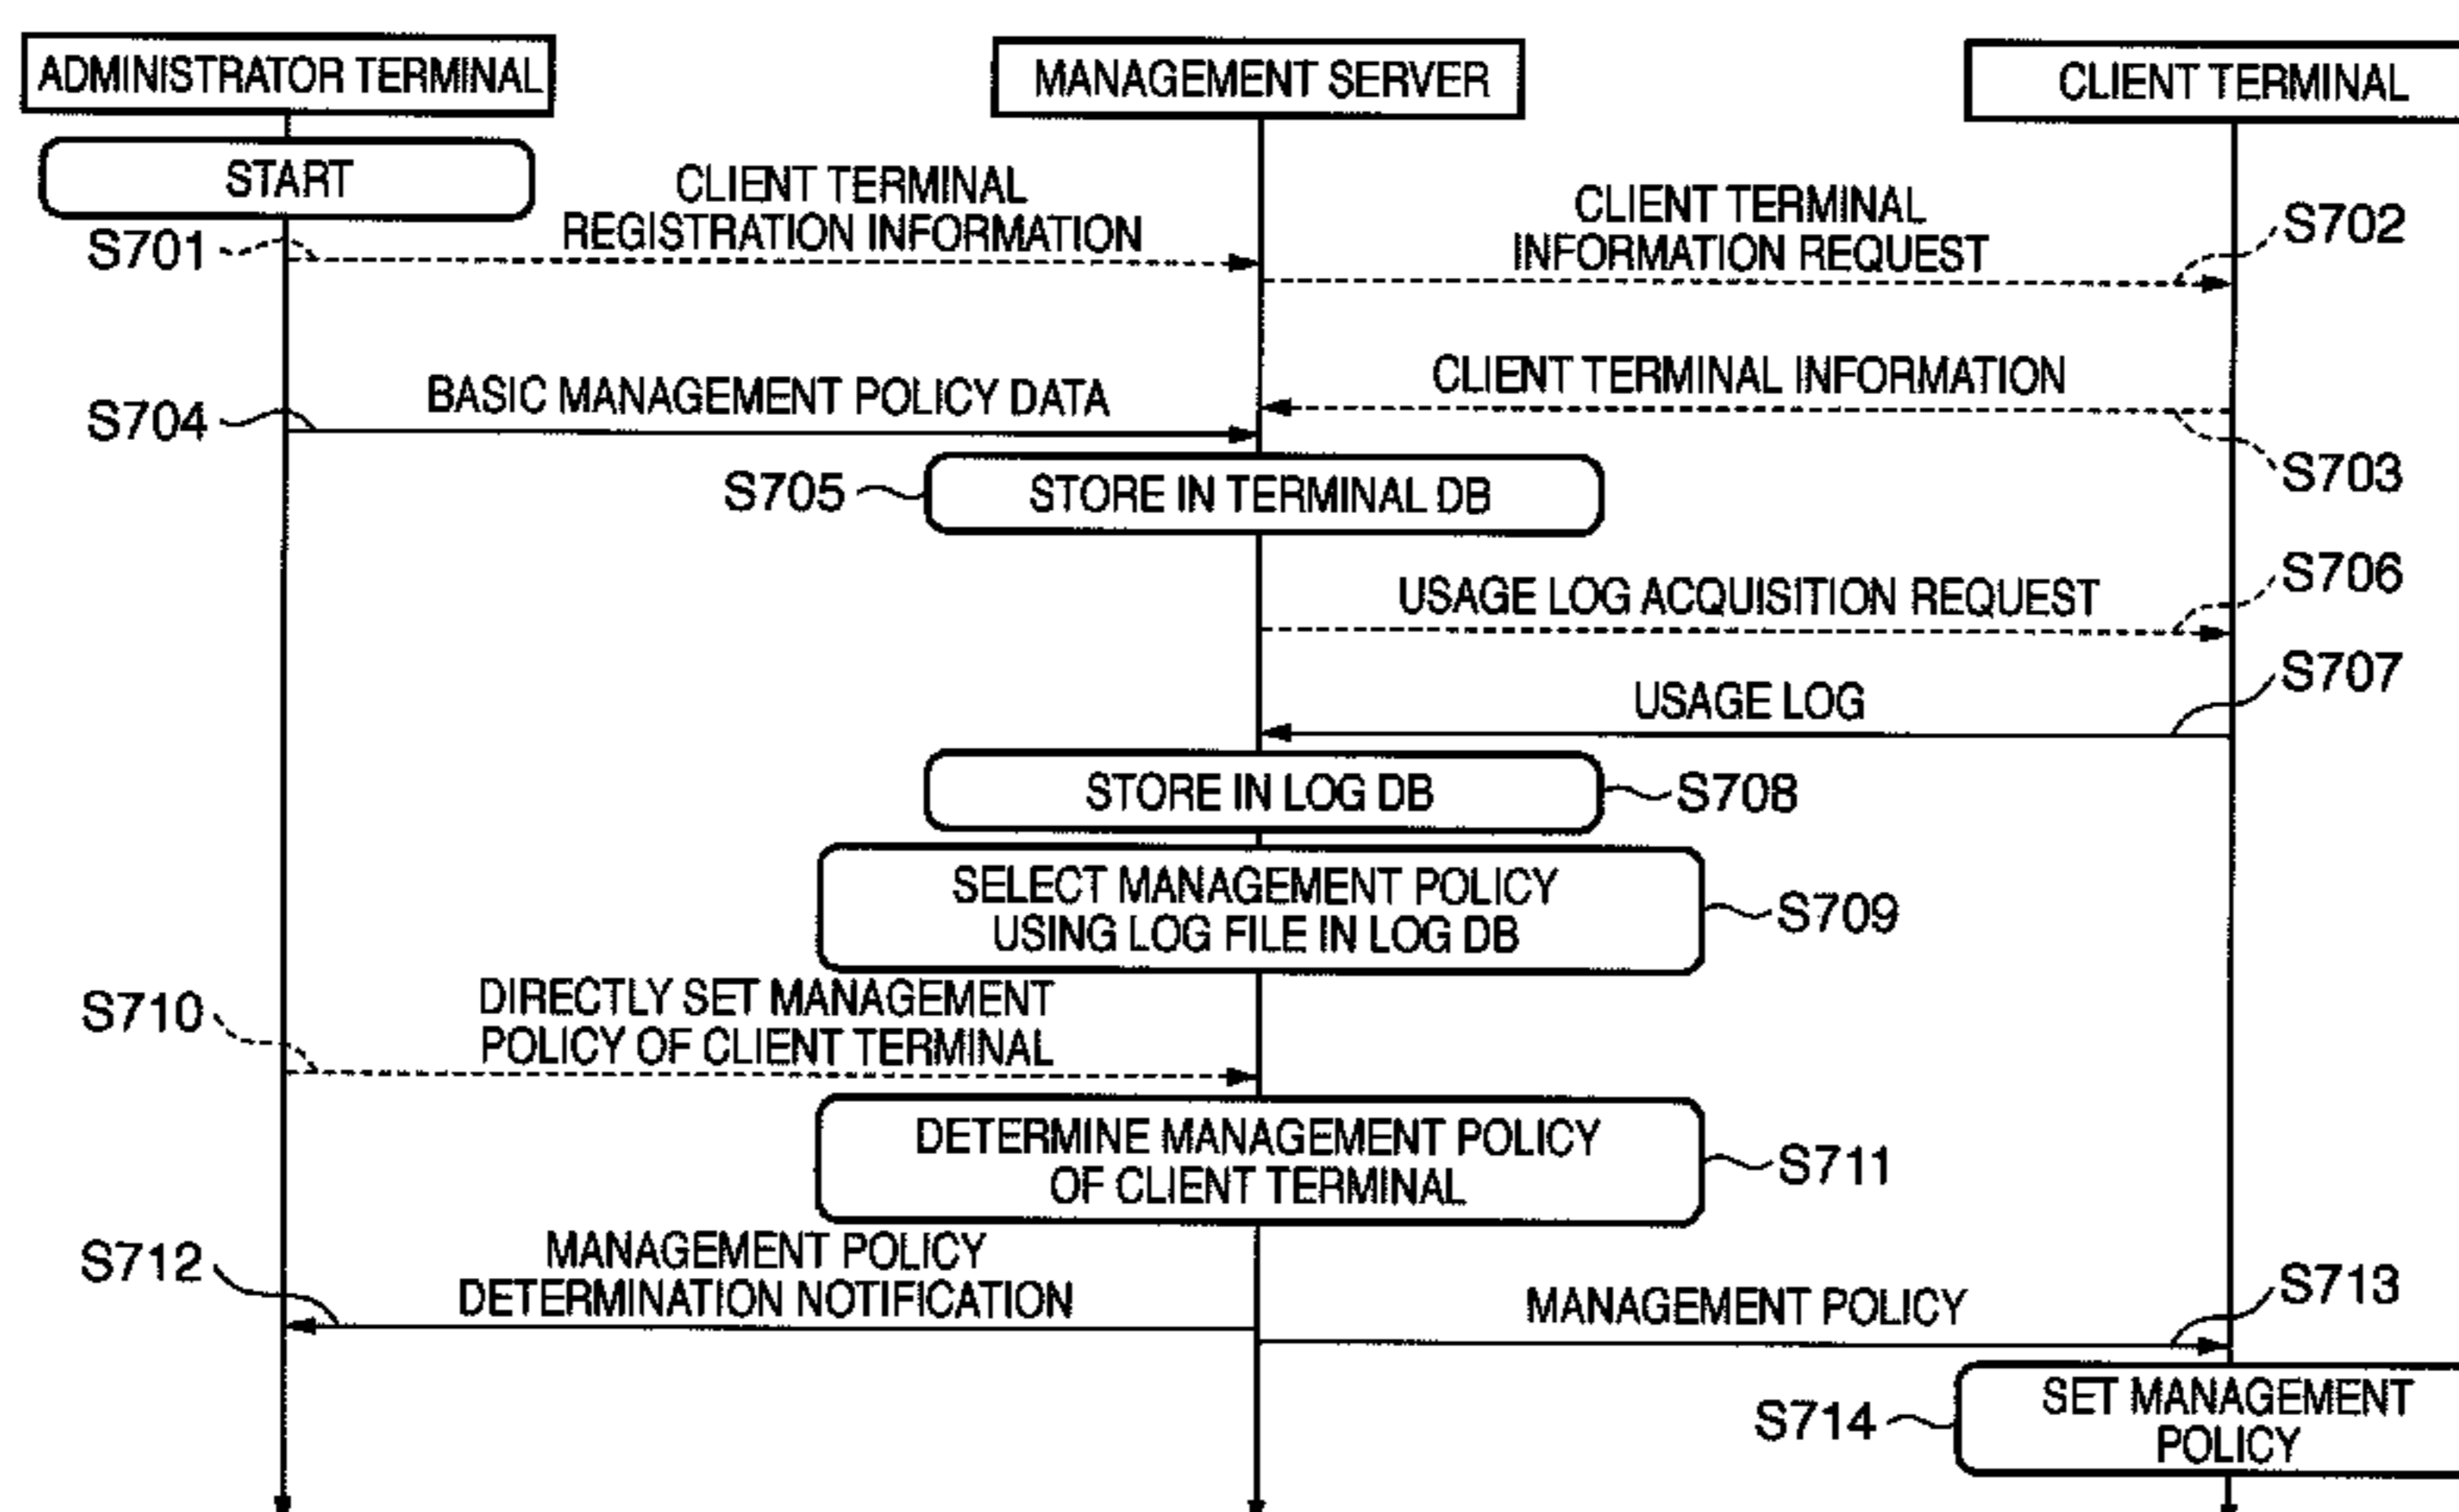 ADMINISTRATOR TERMINAL
MANAGEMENT SERVER
CLIENT TERMINAL
START
CLIENT TERMINAL
REGISTRATION INFORMATION
S701
CLIENT TERMINAL
INFORMATION REQUEST
S702
CLIENT TERMINAL INFORMATION
S703
BASIC MANAGEMENT POLICY DATA
S704
S705
STORE IN TERMINAL DB
USAGE LOG ACQUISITION REQUEST
S706
USAGE LOG
S707
STORE IN LOG DB
S708
SELECT MANAGEMENT POLICY
USING LOG FILE IN LOG DB
S709
S710
DIRECTLY SET MANAGEMENT
POLICY OF CLIENT TERMINAL
DETERMINE MANAGEMENT POLICY
OF CLIENT TERMINAL
S711
S712
MANAGEMENT POLICY
DETERMINATION NOTIFICATION
MANAGEMENT POLICY
S713
S714
SET MANAGEMENT
POLICY